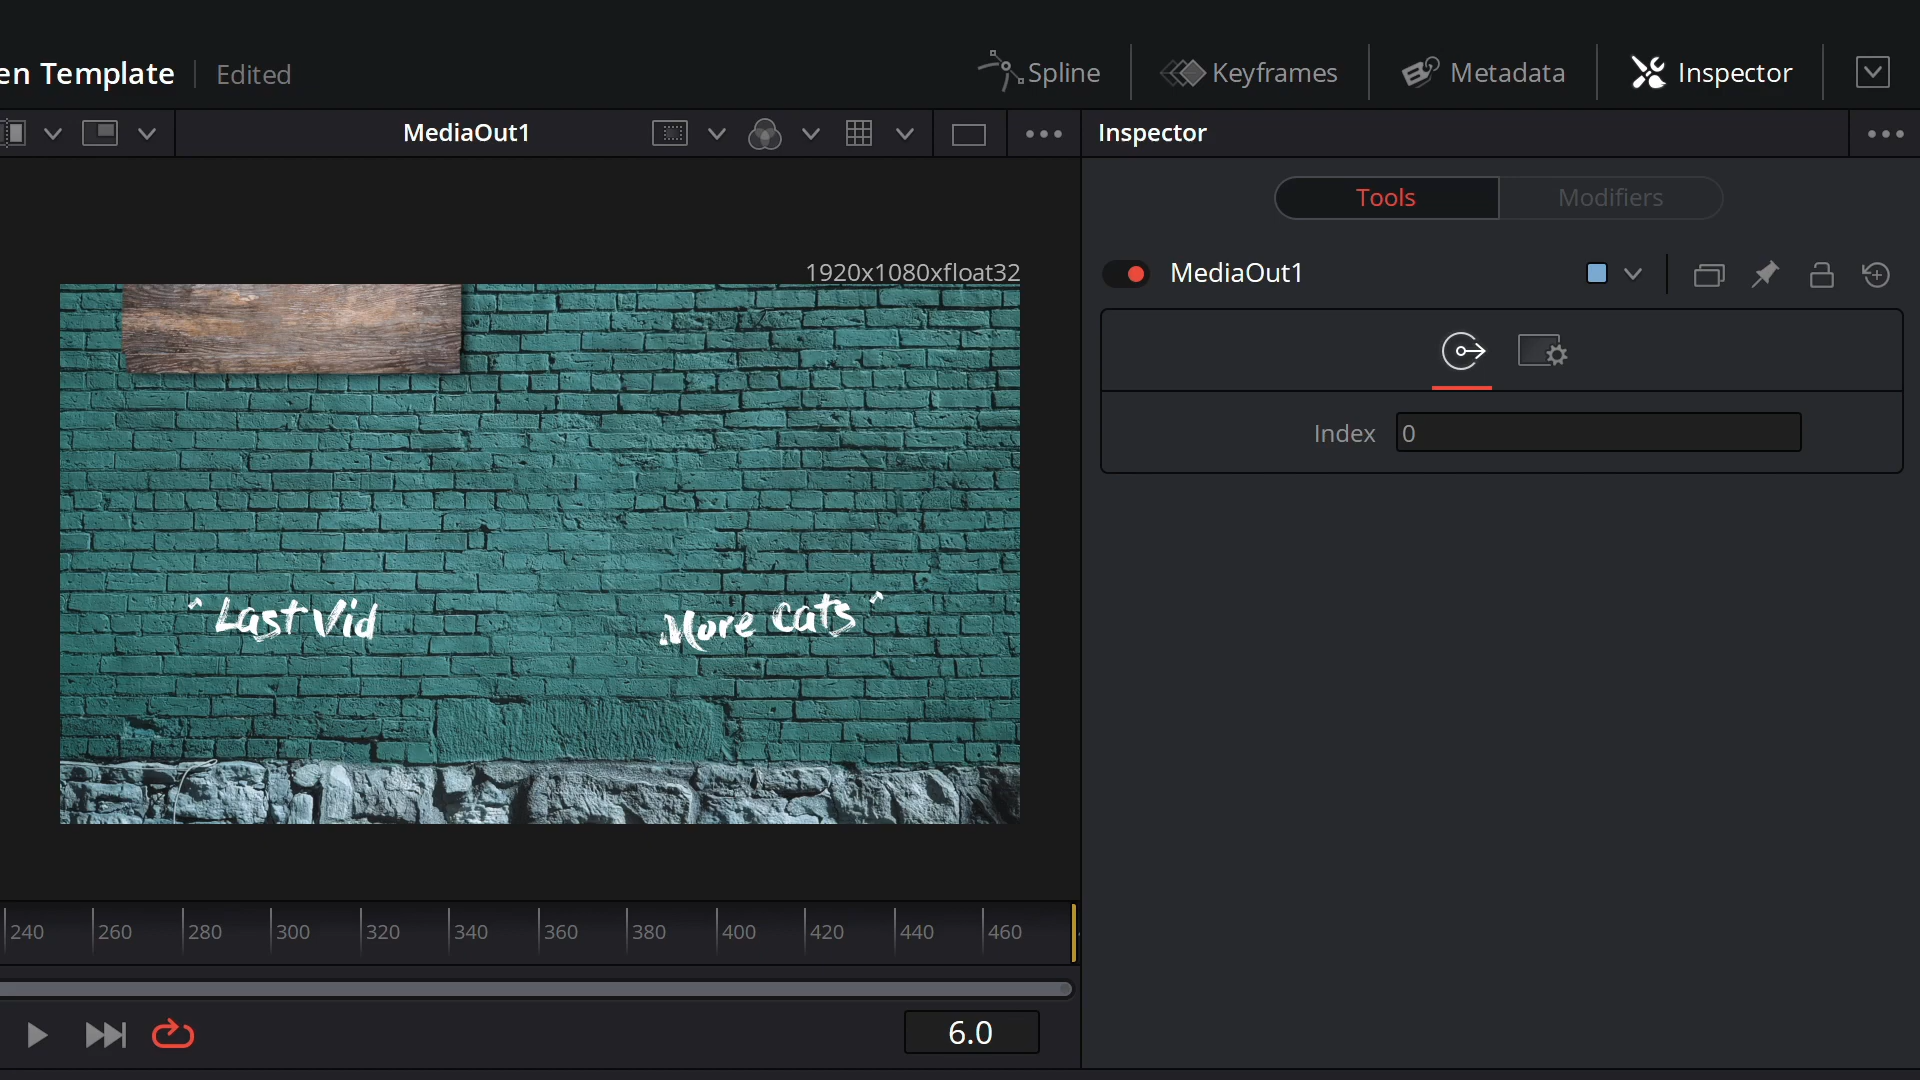 en Template Edited Spline Keyframes Metadata Inspector
MediaOut1 Inspector
Tools Modifiers
1920x1080xfloat32
MediaOut1
Index 0
^ Last Vid More Cats ^
240 260 280 300 320 340 360 380 400 420 440 460
6.0